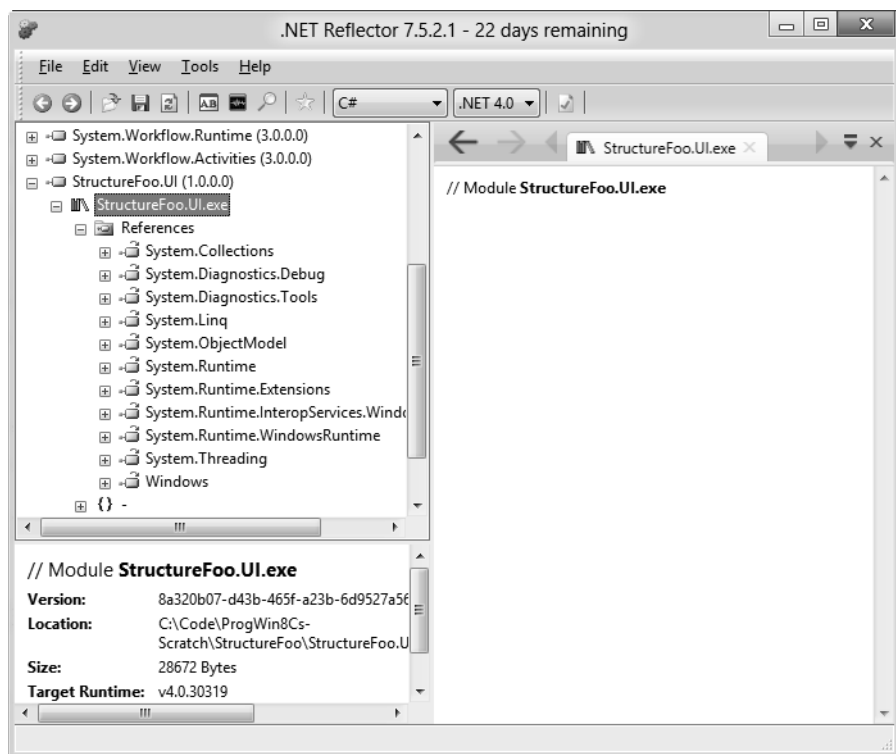 .NET Reflector 7.5.2.1 - 22 days remaining
File Edit View Tools Help
C# .NET 4.0
System.Workflow.Runtime (3.0.0.0)
System.Workflow.Activities (3.0.0.0)
StructureFoo.UI (1.0.0.0)
StructureFoo.UI.exe
References
System.Collections
System.Diagnostics.Debug
System.Diagnostics.Tools
System.Linq
System.ObjectModel
System.Runtime
System.Runtime.Extensions
System.Runtime.InteropServices.Windo
System.Runtime.WindowsRuntime
System.Threading
Windows
{} -
// Module StructureFoo.UI.exe
Version: 8a320b07-d43b-465f-a23b-6d9527a56
Location: C:\Code\ProgWin8Cs-
Scratch\StructureFoo\StructureFoo.U
Size: 28672 Bytes
Target Runtime: v4.0.30319
StructureFoo.UI.exe
// Module StructureFoo.UI.exe